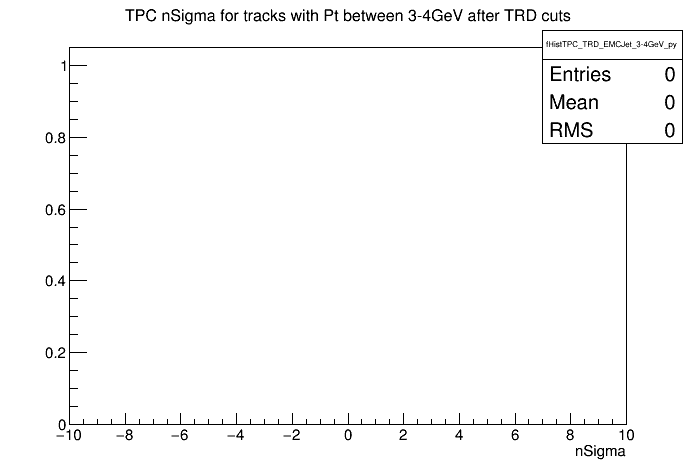 TPC nSigma for tracks with Pt between 3-4GeV after TRD cuts
fHistTPC_TRD_EMCJet_3-4GeV_py
Entries 0
Mean 0
RMS 0
1
0.8
0.6
0.4
0.2
0
−10 −8 −6 −4 −2 0 2 4 6 8 10
nSigma